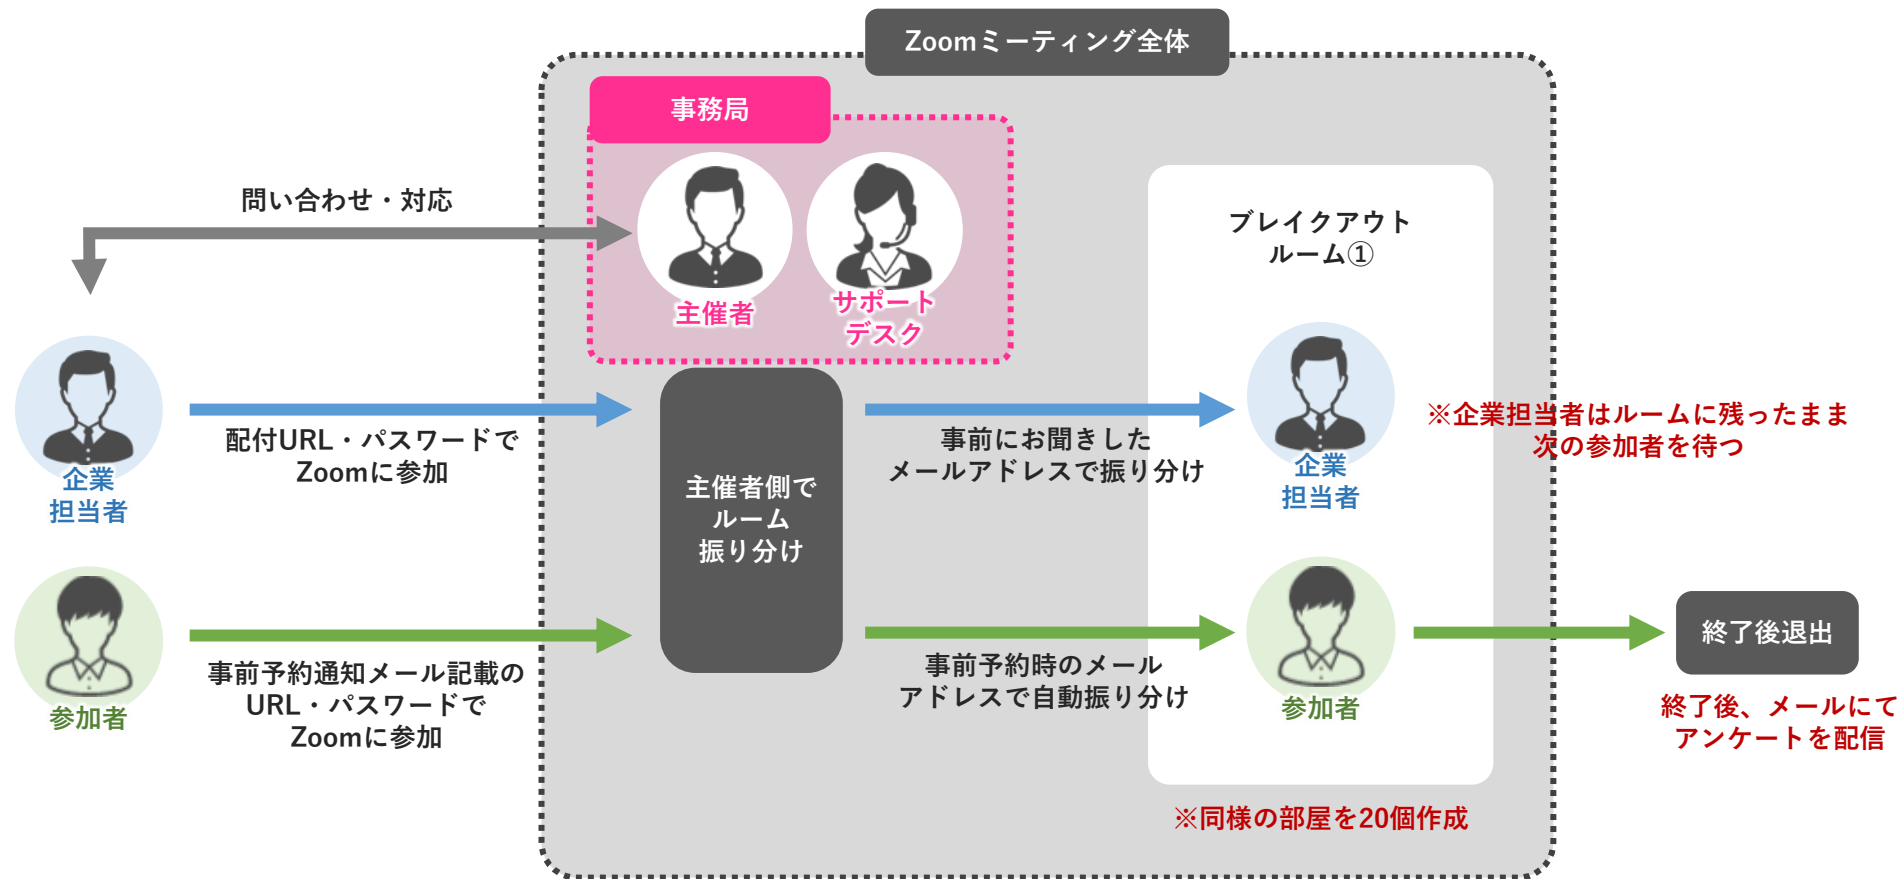 Zoomミーティング全体
事務局
問い合わせ・対応
主催者
サポート
デスク
ブレイクアウト
ルーム①
企業
担当者
配付URL・パスワードで
Zoomに参加
主催者側で
ルーム
振り分け
事前にお聞きした
メールアドレスで振り分け
企業
担当者
※企業担当者はルームに残ったまま
次の参加者を待つ
参加者
事前予約通知メール記載の
URL・パスワードで
Zoomに参加
事前予約時のメール
アドレスで自動振り分け
参加者
終了後退出
終了後、メールにて
アンケートを配信
※同様の部屋を20個作成